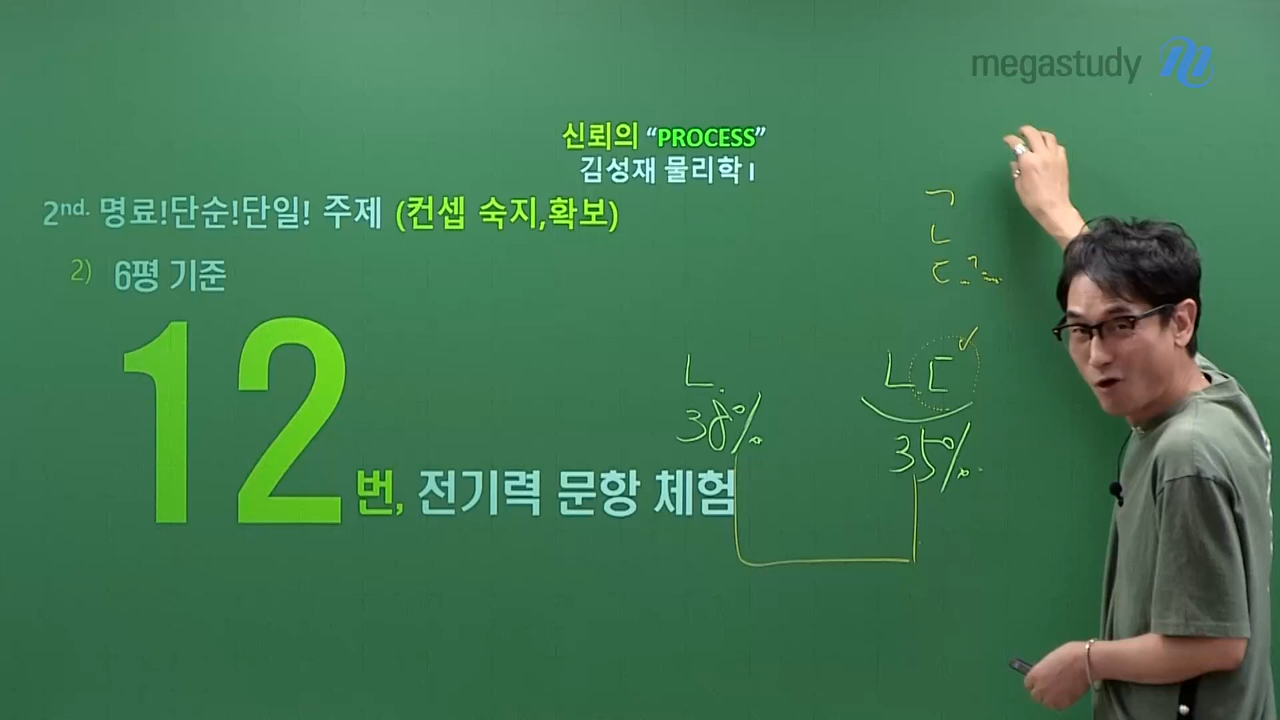 megastudy
신뢰의 “PROCESS”
김성재 물리학 I
2nd. 명료!단순!단일! 주제 (컨셉 숙지,확보)
2) 6평 기준
12번, 전기력 문항 체험
ㄱ
ㄴ
ㄷ
ㄴ. ㄴ.ㄷ
38% 35%